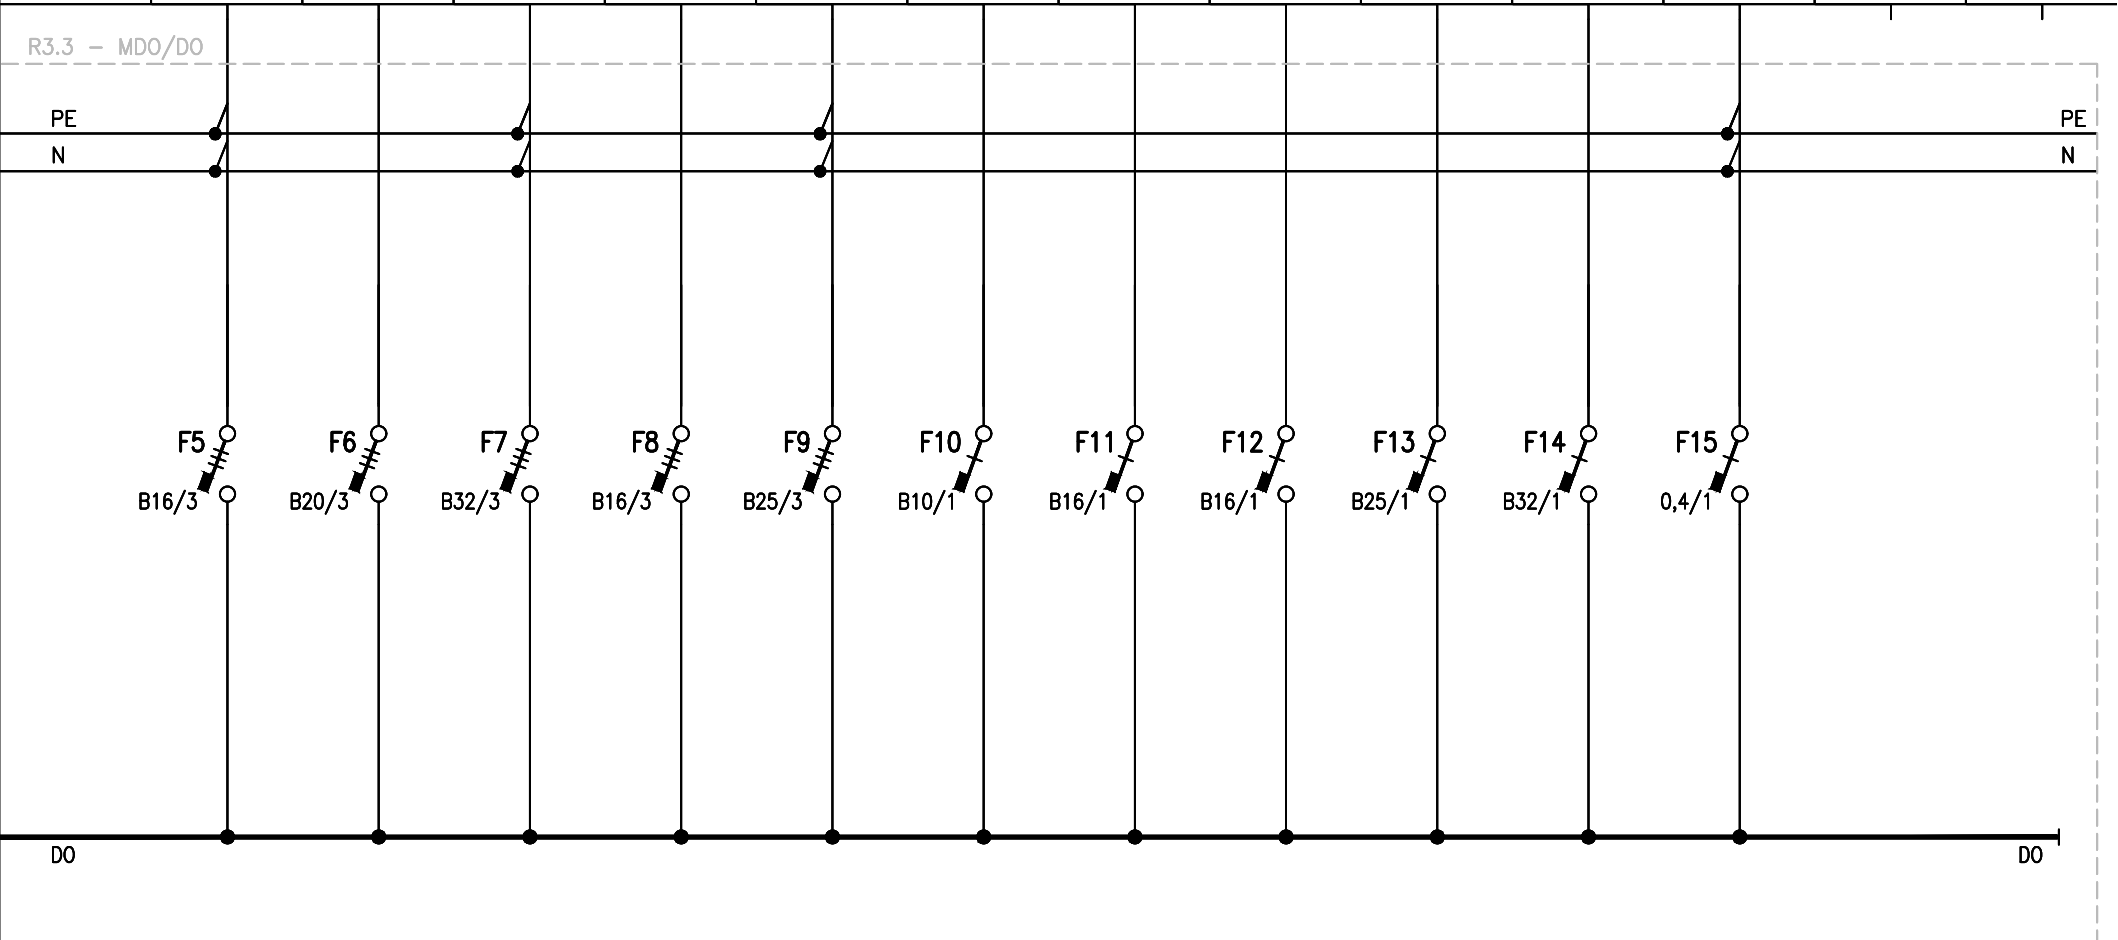 R3.3 – MDO/DO
PE PE
N N
F5 F6 F7 F8 F9 F10 F11 F12 F13 F14 F15
B16/3 B20/3 B32/3 B16/3 B25/3 B10/1 B16/1 B16/1 B25/1 B32/1 0,4/1
DO DO